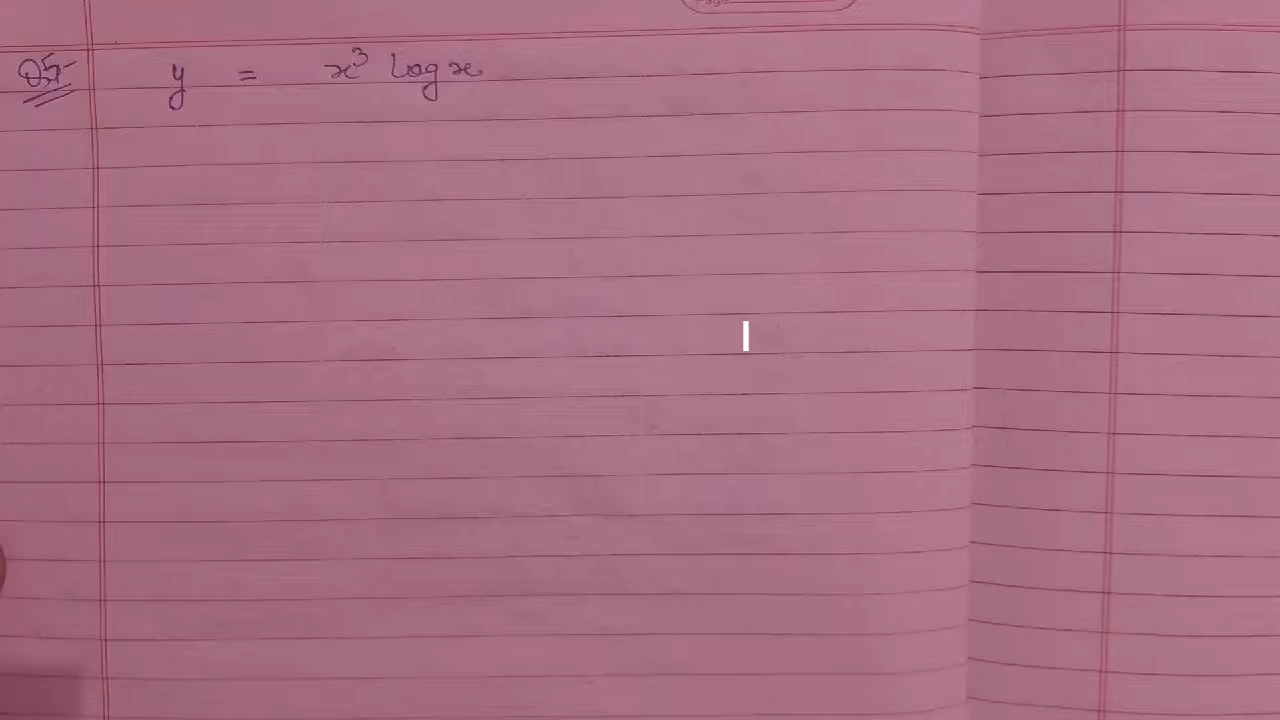 Q5- y = x³ log x